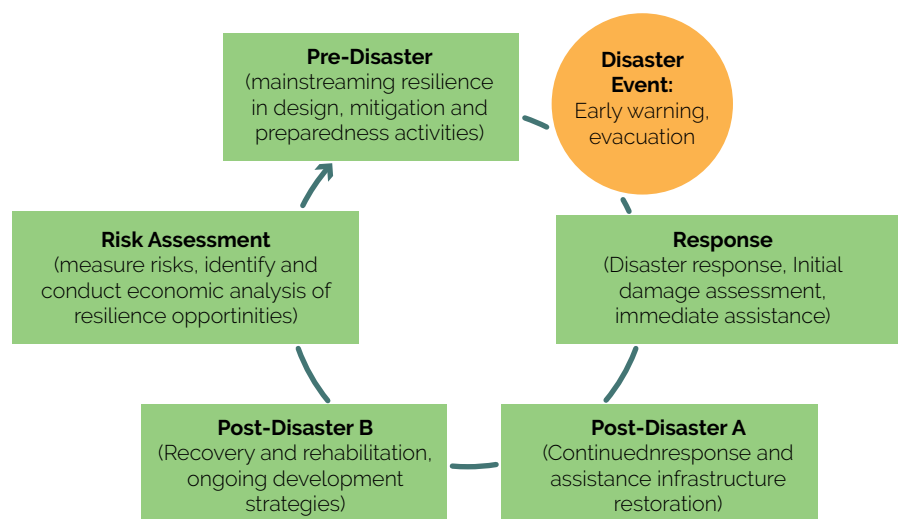 Pre-Disaster
(mainstreaming resilience
in design, mitigation and
preparedness activities)
Disaster
Event:
Early warning,
evacuation
Response
(Disaster response, Initial
damage assessment,
immediate assistance)
Post-Disaster A
(Continuednresponse and
assistance infrastructure
restoration)
Post-Disaster B
(Recovery and rehabilitation,
ongoing development
strategies)
Risk Assessment
(measure risks, identify and
conduct economic analysis of
resilience opportinities)